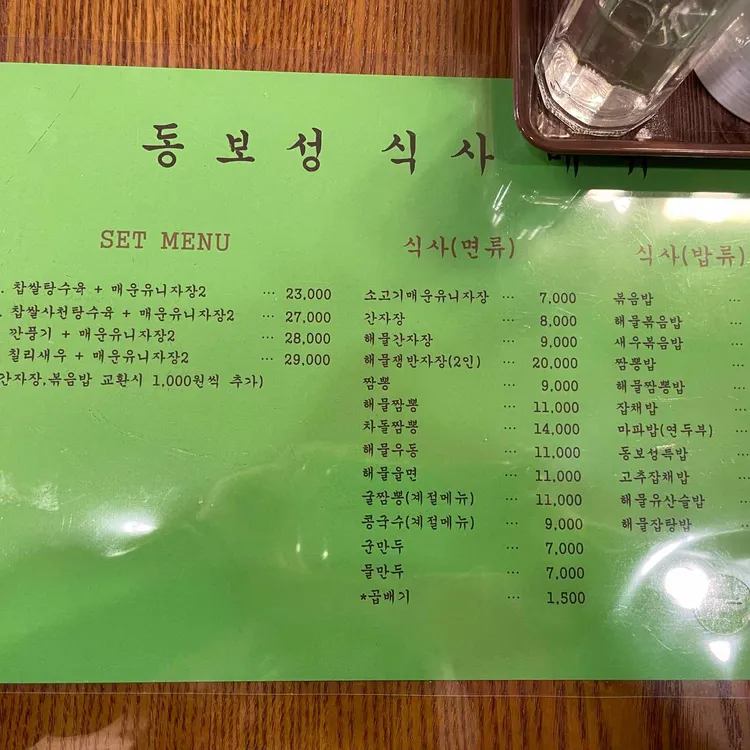 동보성 식사
SET MENU
찹쌀탕수육 + 매운유니자장2 ... 23,000
찹쌀사천탕수육 + 매운유니자장2 ... 27,000
깐풍기 + 매운유니자장2 ... 28,000
칠리새우 + 매운유니자장2 ... 29,000
간자장,볶음밥 교환시 1,000원씩 추가)
식사(면류)
소고기매운유니자장 ... 7,000
간자장 ... 8,000
해물간자장 ... 9,000
해물쟁반자장(2인) ... 20,000
짬뽕 ... 9,000
해물짬뽕 ... 11,000
차돌짬뽕 ... 14,000
해물우동 ... 11,000
해물울면 ... 11,000
굴짬뽕(계절메뉴) ... 11,000
콩국수(계절메뉴) ... 9,000
군만두 ... 7,000
물만두 ... 7,000
*곱배기 ... 1,500
식사(밥류)
볶음밥 ...
해물볶음밥 ...
새우볶음밥 ...
짬뽕밥 ...
해물짬뽕밥 ...
잡채밥 ...
마파밥(연두부) ...
동보성특밥 ...
고추잡채밥 ...
해물유산슬밥 ...
해물잡탕밥 ...